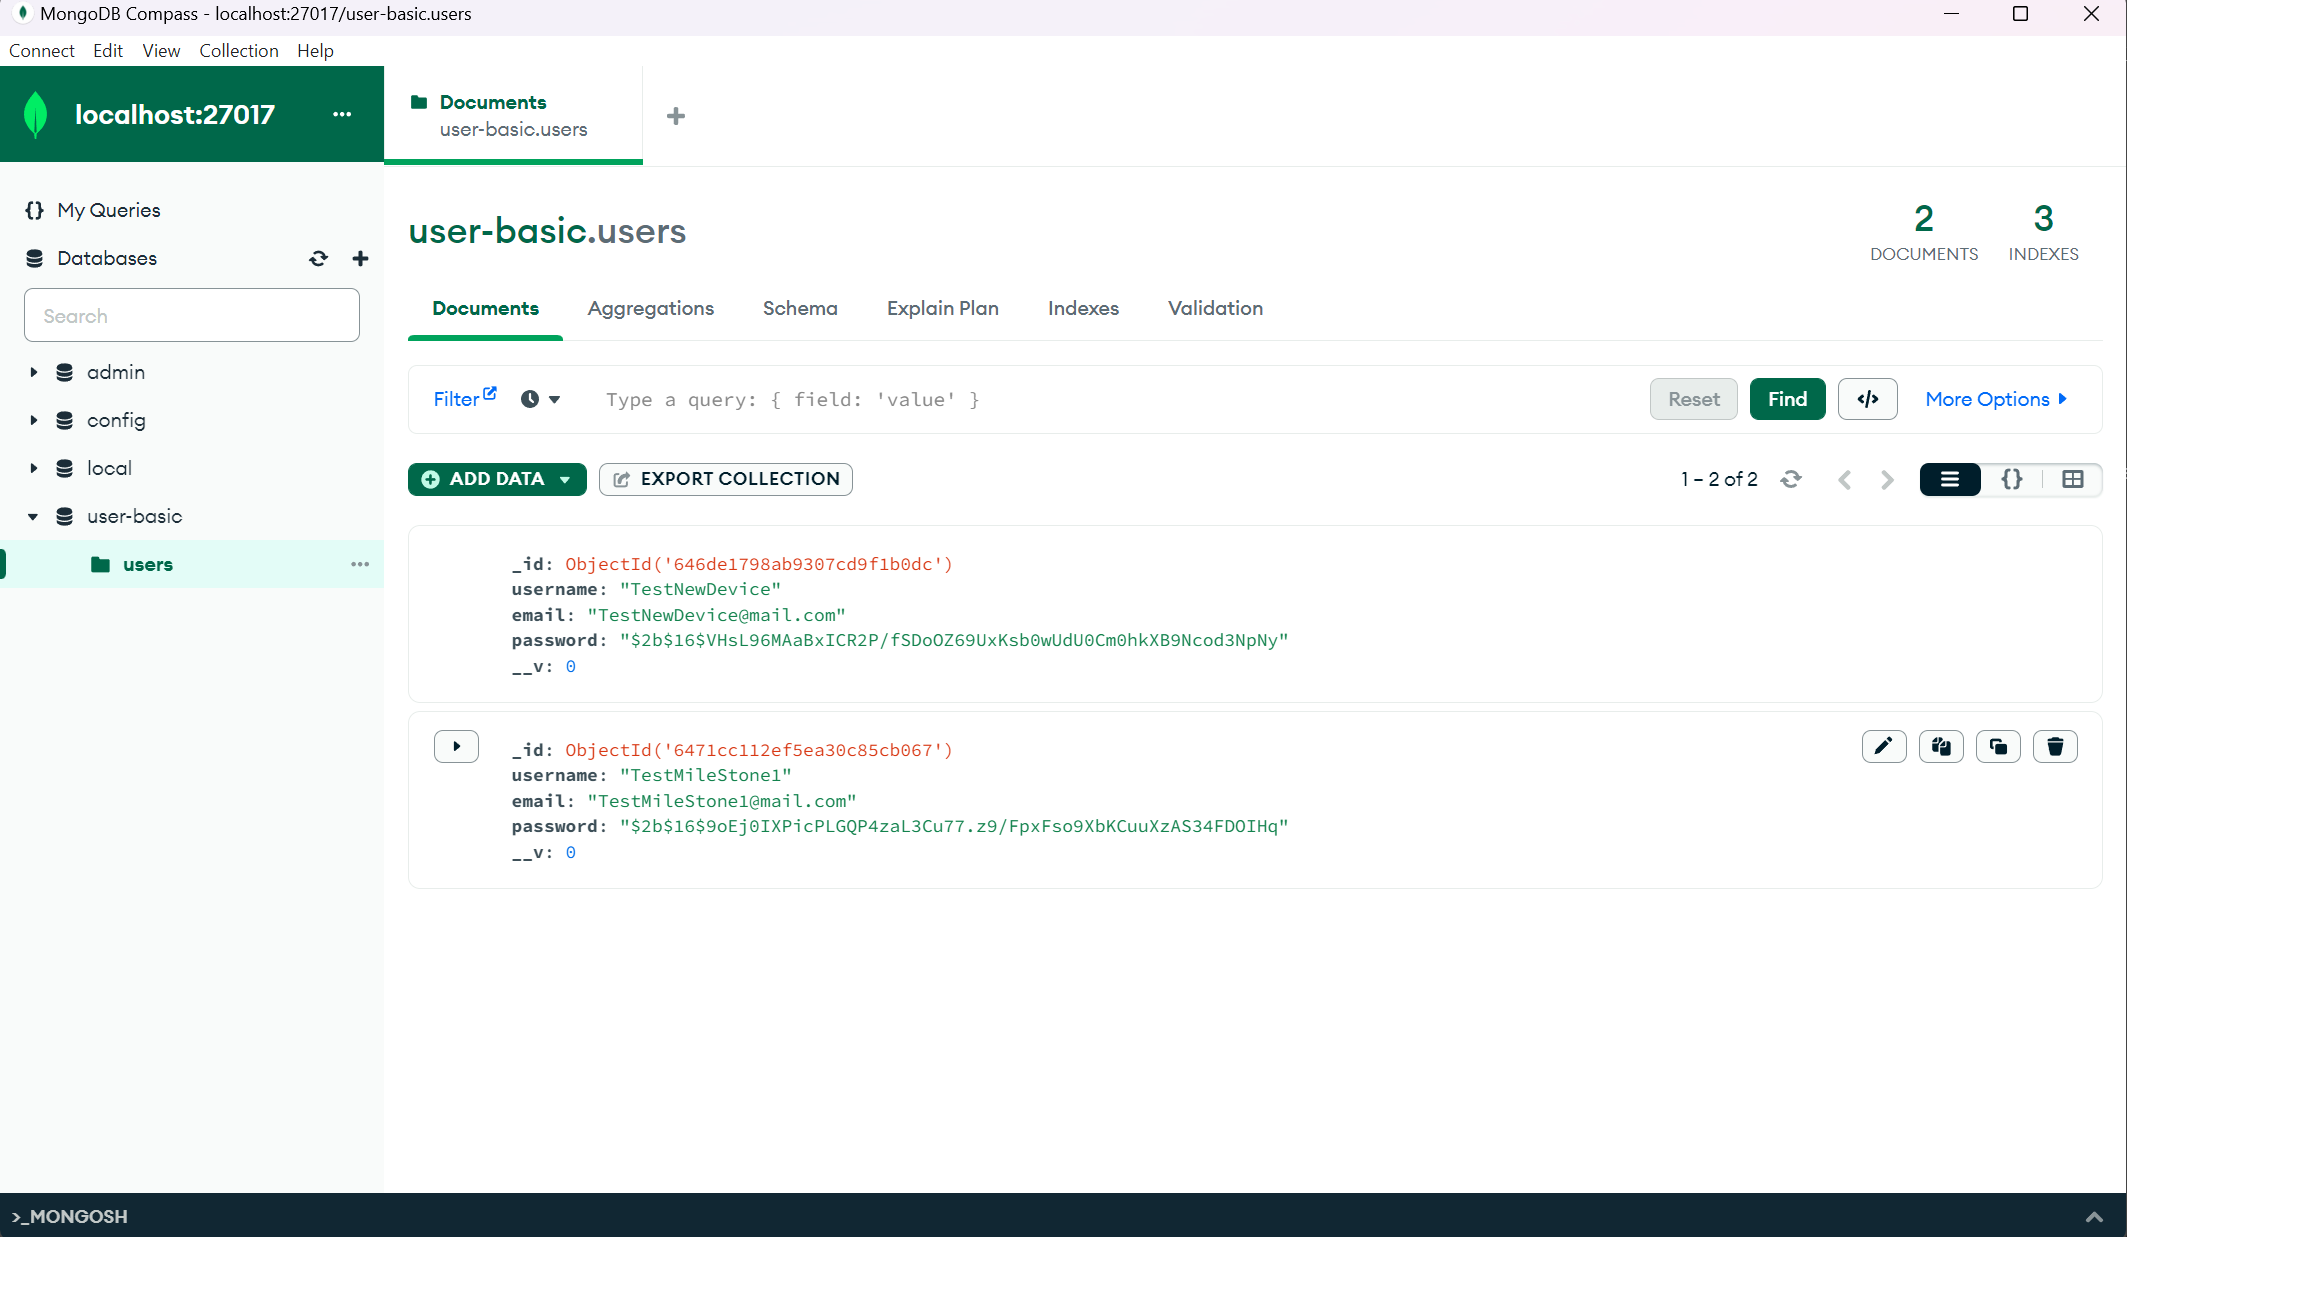 MongoDB Compass - localhost:27017/user-basic.users
Connect Edit View Collection Help
localhost:27017 ...
Documents
user-basic.users
+
{} My Queries
Databases
Search
admin
config
local
user-basic
users ...
user-basic.users
2
DOCUMENTS
3
INDEXES
Documents Aggregations Schema Explain Plan Indexes Validation
Filter Type a query: { field: 'value' } Reset Find </> More Options
ADD DATA EXPORT COLLECTION 1 – 2 of 2 {}
_id: ObjectId('646de1798ab9307cd9f1b0dc')
username: "TestNewDevice"
email: "TestNewDevice@mail.com"
password: "$2b$16$VHsL96MAaBxICR2P/fSDoOZ69UxKsb0wUdU0Cm0hkXB9Ncod3NpNy"
__v: 0
_id: ObjectId('6471cc112ef5ea30c85cb067')
username: "TestMileStone1"
email: "TestMileStone1@mail.com"
password: "$2b$16$9oEj0IXPicPLGQP4zaL3Cu77.z9/FpxFso9XbKCuuXzAS34FDOIHq"
__v: 0
>_MONGOSH